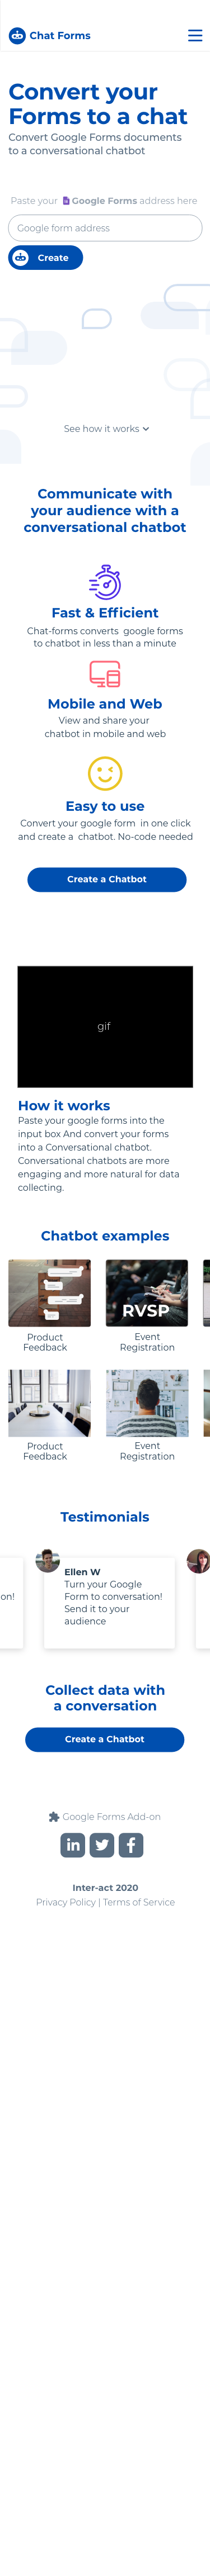 Chat Forms
Convert your
Forms to a chat
Convert Google Forms documents
to a conversational chatbot
Paste your Google Forms address here
Google form address
Create
See how it works
Communicate with
your audience with a
conversational chatbot
Fast & Efficient
Chat-forms converts google forms
to chatbot in less than a minute
Mobile and Web
View and share your
chatbot in mobile and web
Easy to use
Convert your google form in one click
and create a chatbot. No-code needed
Create a Chatbot
gif
How it works
Paste your google forms into the
input box And convert your forms
into a Conversational chatbot.
Conversational chatbots are more
engaging and more natural for data
collecting.
Chatbot examples
RVSP
Product
Feedback
Event
Registration
Product
Feedback
Event
Registration
Testimonials
on!
Ellen W
Turn your Google
Form to conversation!
Send it to your
audience
Collect data with
a conversation
Create a Chatbot
Google Forms Add-on
Inter-act 2020
Privacy Policy | Terms of Service